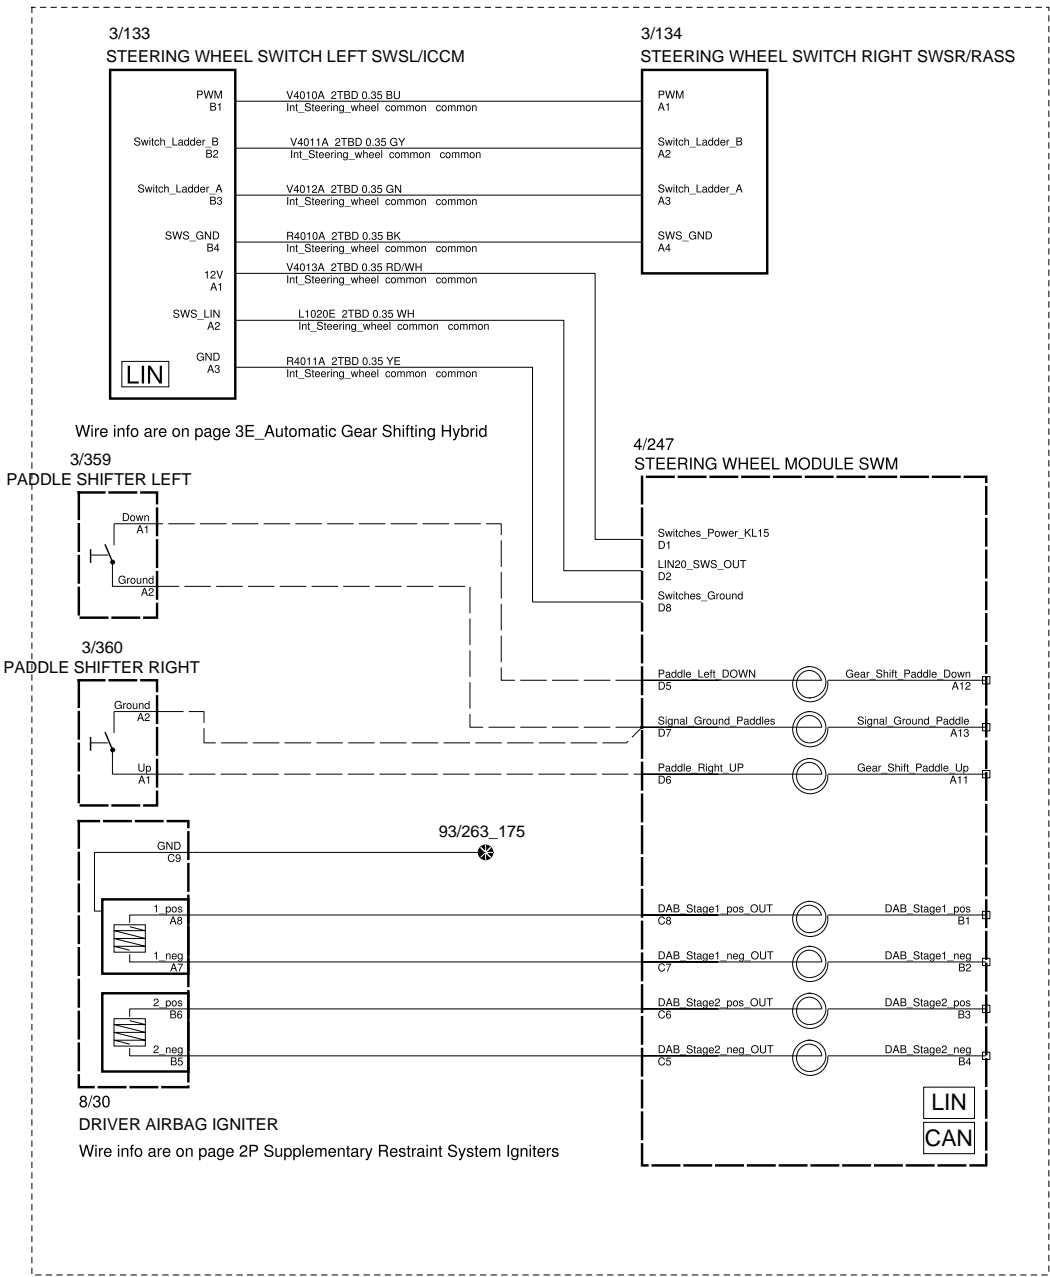 3/133
STEERING WHEEL SWITCH LEFT SWSL/ICCM
3/134
STEERING WHEEL SWITCH RIGHT SWSR/RASS
PWM
B1
V4010A 2TBD 0.35 BU
Int_Steering_wheel common common
PWM
A1
Switch_Ladder_B
B2
V4011A 2TBD 0.35 GY
Int_Steering_wheel common common
Switch_Ladder_B
A2
Switch_Ladder_A
B3
V4012A 2TBD 0.35 GN
Int_Steering_wheel common common
Switch_Ladder_A
A3
SWS_GND
B4
R4010A 2TBD 0.35 BK
Int_Steering_wheel common common
SWS_GND
A4
12V
A1
V4013A 2TBD 0.35 RD/WH
Int_Steering_wheel common common
SWS_LIN
A2
L1020E 2TBD 0.35 WH
Int_Steering_wheel common common
GND
A3
R4011A 2TBD 0.35 YE
Int_Steering_wheel common common
LIN
Wire info are on page 3E_Automatic Gear Shifting Hybrid
3/359
PADDLE SHIFTER LEFT
4/247
STEERING WHEEL MODULE SWM
Down
A1
Ground
A2
Switches_Power_KL15
D1
LIN20_SWS_OUT
D2
Switches_Ground
D8
3/360
PADDLE SHIFTER RIGHT
Ground
A2
Up
A1
Paddle_Left_DOWN
D5
Gear_Shift_Paddle_Down
A12
Signal_Ground_Paddles
D7
Signal_Ground_Paddle
A13
Paddle_Right_UP
D6
Gear_Shift_Paddle_Up
A11
93/263_175
GND
C9
1_pos
A8
DAB_Stage1_pos_OUT
C8
DAB_Stage1_pos
B1
1_neg
A7
DAB_Stage1_neg_OUT
C7
DAB_Stage1_neg
B2
2_pos
B6
DAB_Stage2_pos_OUT
C6
DAB_Stage2_pos
B3
2_neg
B5
DAB_Stage2_neg_OUT
C5
DAB_Stage2_neg
B4
LIN
CAN
8/30
DRIVER AIRBAG IGNITER
Wire info are on page 2P Supplementary Restraint System Igniters